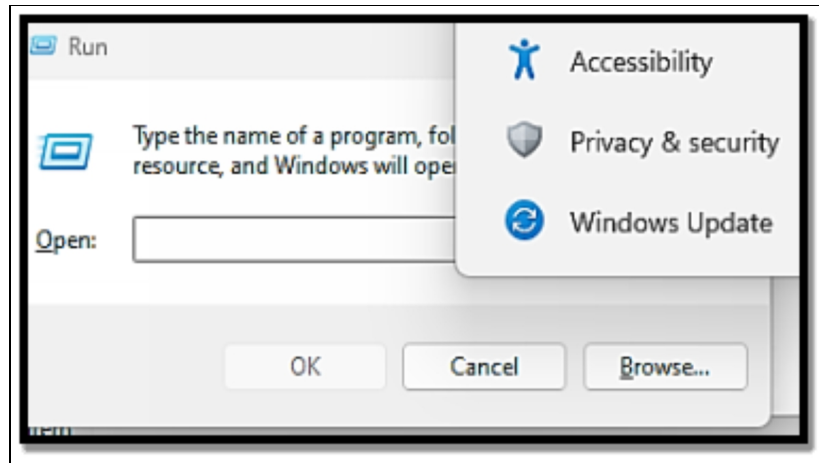 Run
Type the name of a program, fol
resource, and Windows will ope
Open:
OK
Cancel
Browse...
Accessibility
Privacy & security
Windows Update